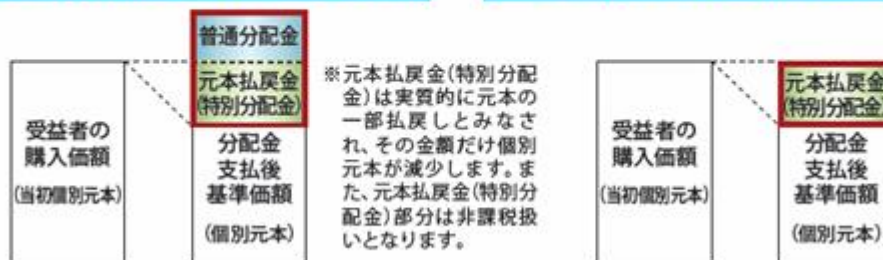 普通分配金
元本払戻金
(特別分配金)
受益者の
購入価額
(当初個別元本)
分配金
支払後
基準価額
(個別元本)
※元本払戻金(特別分配
金)は実質的に元本の
一部払戻しとみなさ
れ、その金額だけ個別
元本が減少します。ま
た、元本払戻金(特別分
配金)部分は非課税扱
いとなります。
元本払戻金
(特別分配金)
受益者の
購入価額
(当初個別元本)
分配金
支払後
基準価額
(個別元本)